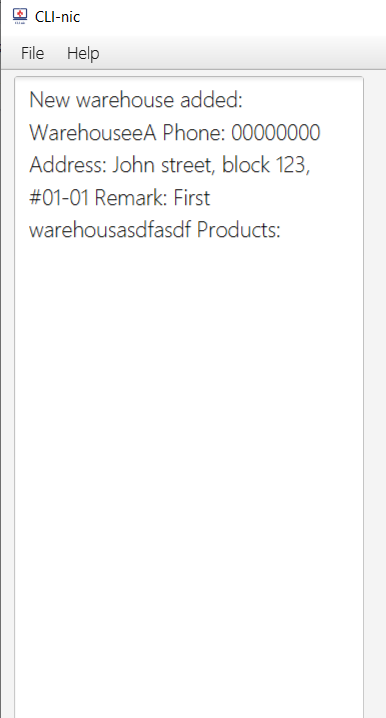 CLI-nic
File Help
New warehouse added:
WarehouseeA Phone: 00000000
Address: John street, block 123,
#01-01 Remark: First
warehousasdfasdf Products: